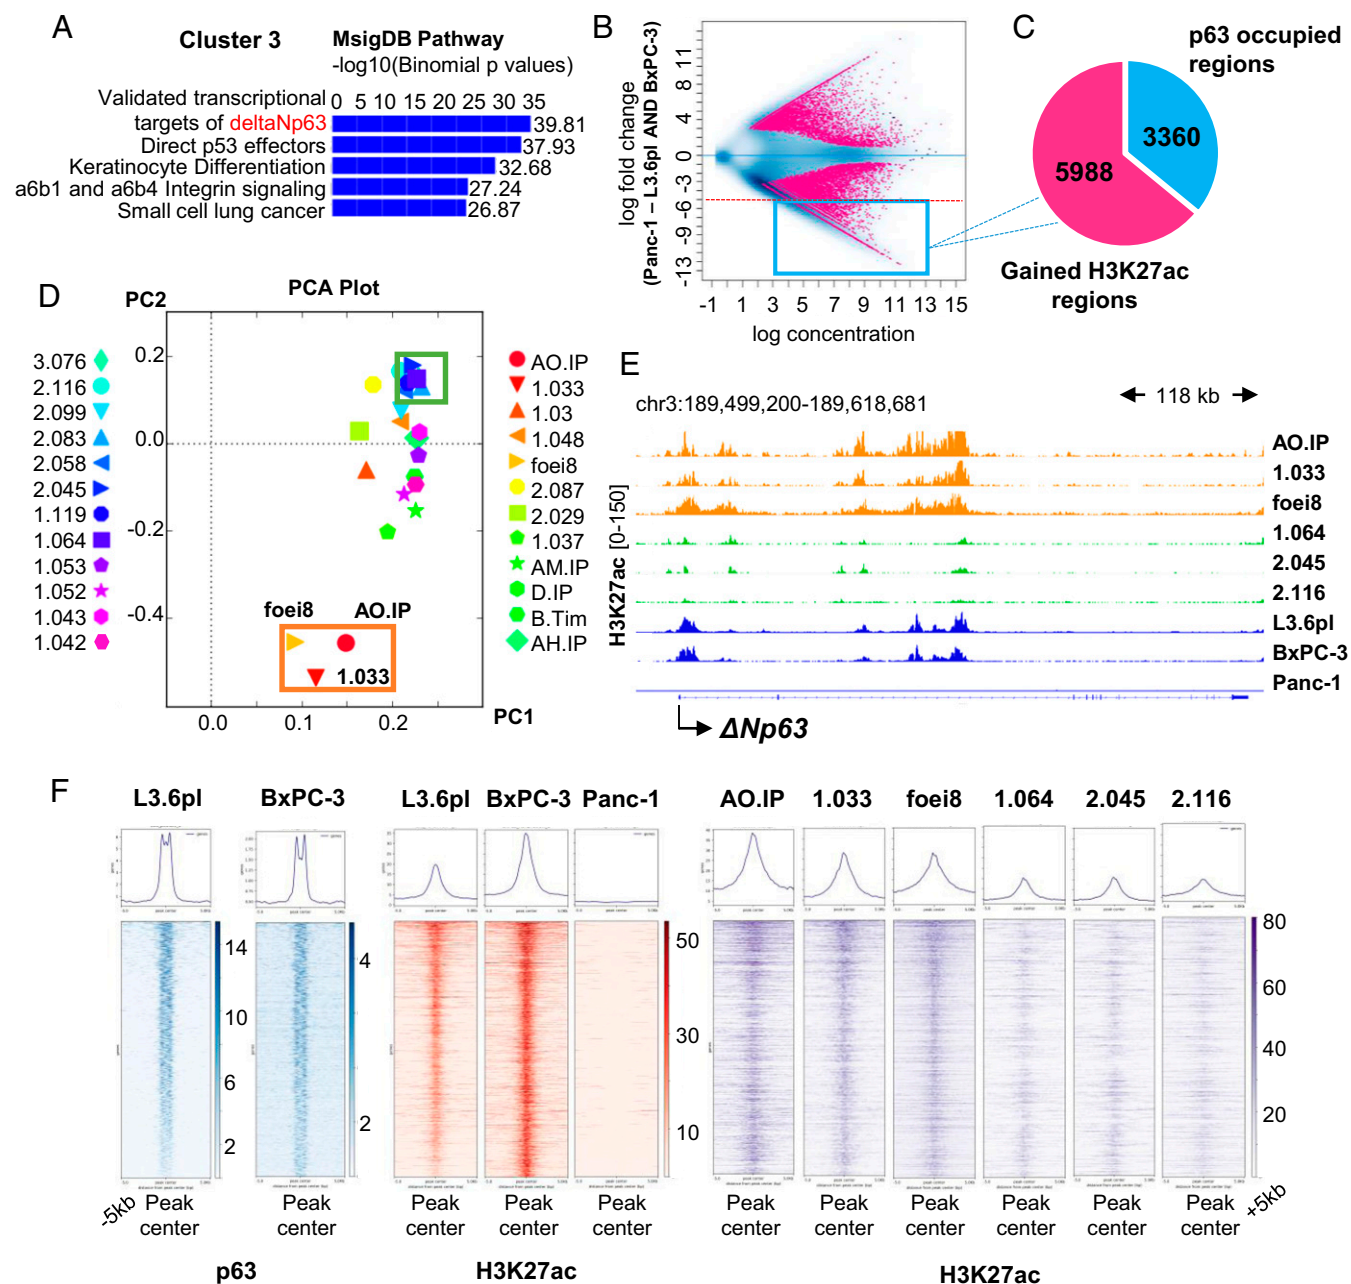 A
Cluster 3
MsigDB Pathway
-log10(Binomial p values)
0 5 10 15 20 25 30 35
Validated transcriptional
targets of deltaNp63
39.81
Direct p53 effectors
37.93
Keratinocyte Differentiation
32.68
a6b1 and a6b4 Integrin signaling
27.24
Small cell lung cancer
26.87
B
log fold change
(Panc-1 – L3.6pl AND BxPC-3)
11
8
4
0
-3
-6
-9
-13
-1 1 3 5 7 9 11 13 15
log concentration
C
p63 occupied
regions
3360
5988
Gained H3K27ac
regions
D
PC2
PCA Plot
0.2
0.0
-0.2
-0.4
0.0
0.1
0.2
PC1
foei8
AO.IP
1.033
3.076
2.116
2.099
2.083
2.058
2.045
1.119
1.064
1.053
1.052
1.043
1.042
AO.IP
1.033
1.03
1.048
foei8
2.087
2.029
1.037
AM.IP
D.IP
B.Tim
AH.IP
E
chr3:189,499,200-189,618,681
118 kb
H3K27ac [0-150]
AO.IP
1.033
foei8
1.064
2.045
2.116
L3.6pl
BxPC-3
Panc-1
ΔNp63
F
L3.6pl
BxPC-3
L3.6pl
BxPC-3
Panc-1
AO.IP
1.033
foei8
1.064
2.045
2.116
14
10
6
2
4
2
50
30
10
80
60
40
20
-5kb
Peak
center
Peak
center
Peak
center
Peak
center
Peak
center
Peak
center
Peak
center
Peak
center
Peak
center
Peak
center
Peak
center
+5kb
p63
H3K27ac
H3K27ac